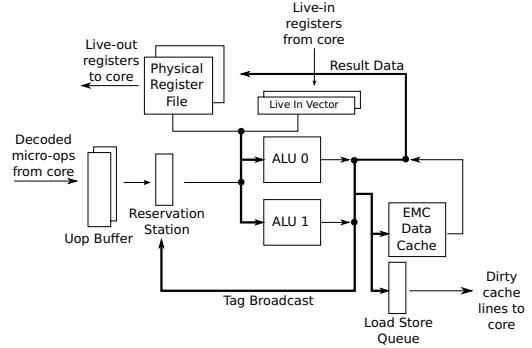 Live-in
registers
from core
Live-out
registers
to core
Physical
Register
File
Result Data
Live In Vector
Decoded
micro-ops
from core
ALU 0
ALU 1
Uop Buffer
Reservation
Station
EMC
Data
Cache
Tag Broadcast
Load Store
Queue
Dirty
cache
lines to
core